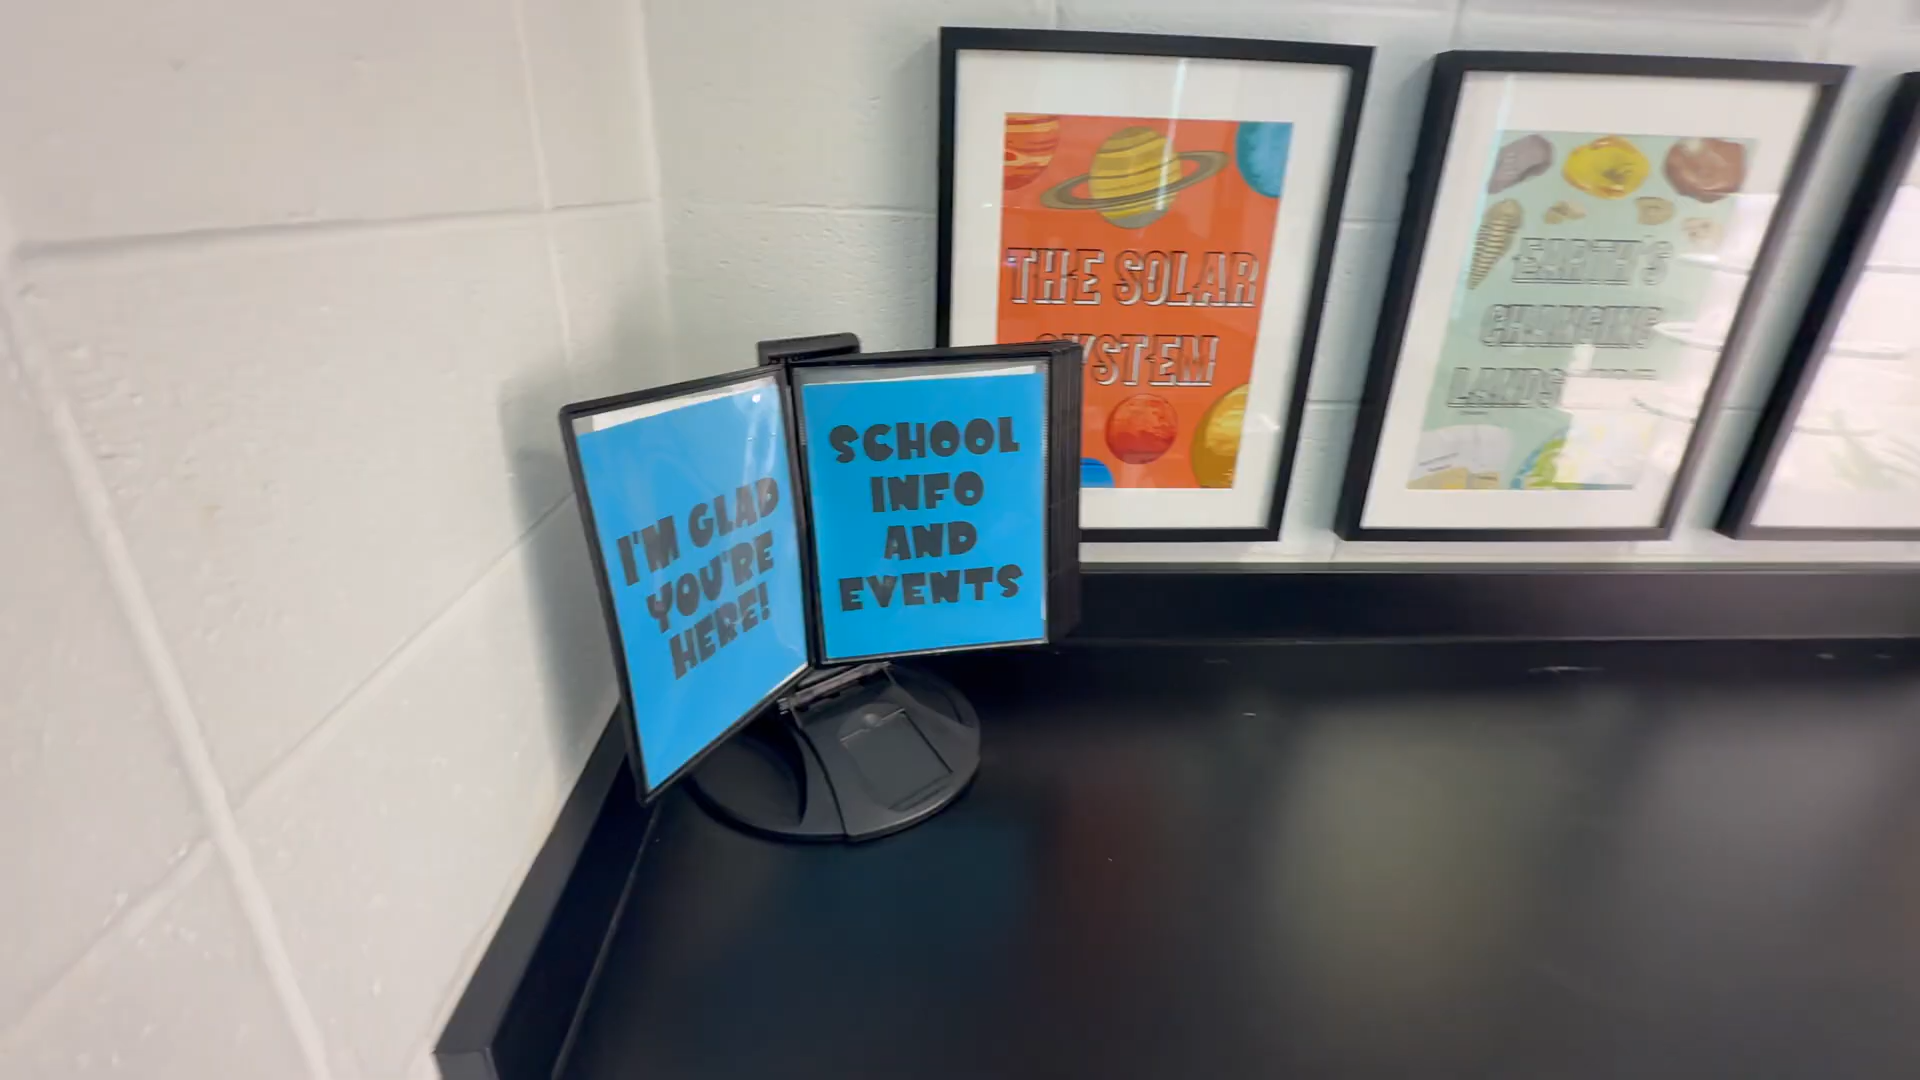 I'M GLAD
YOU'RE
HERE!
SCHOOL
INFO
AND
EVENTS
THE SOLAR
SYSTEM
EARTH'S
CHANGING